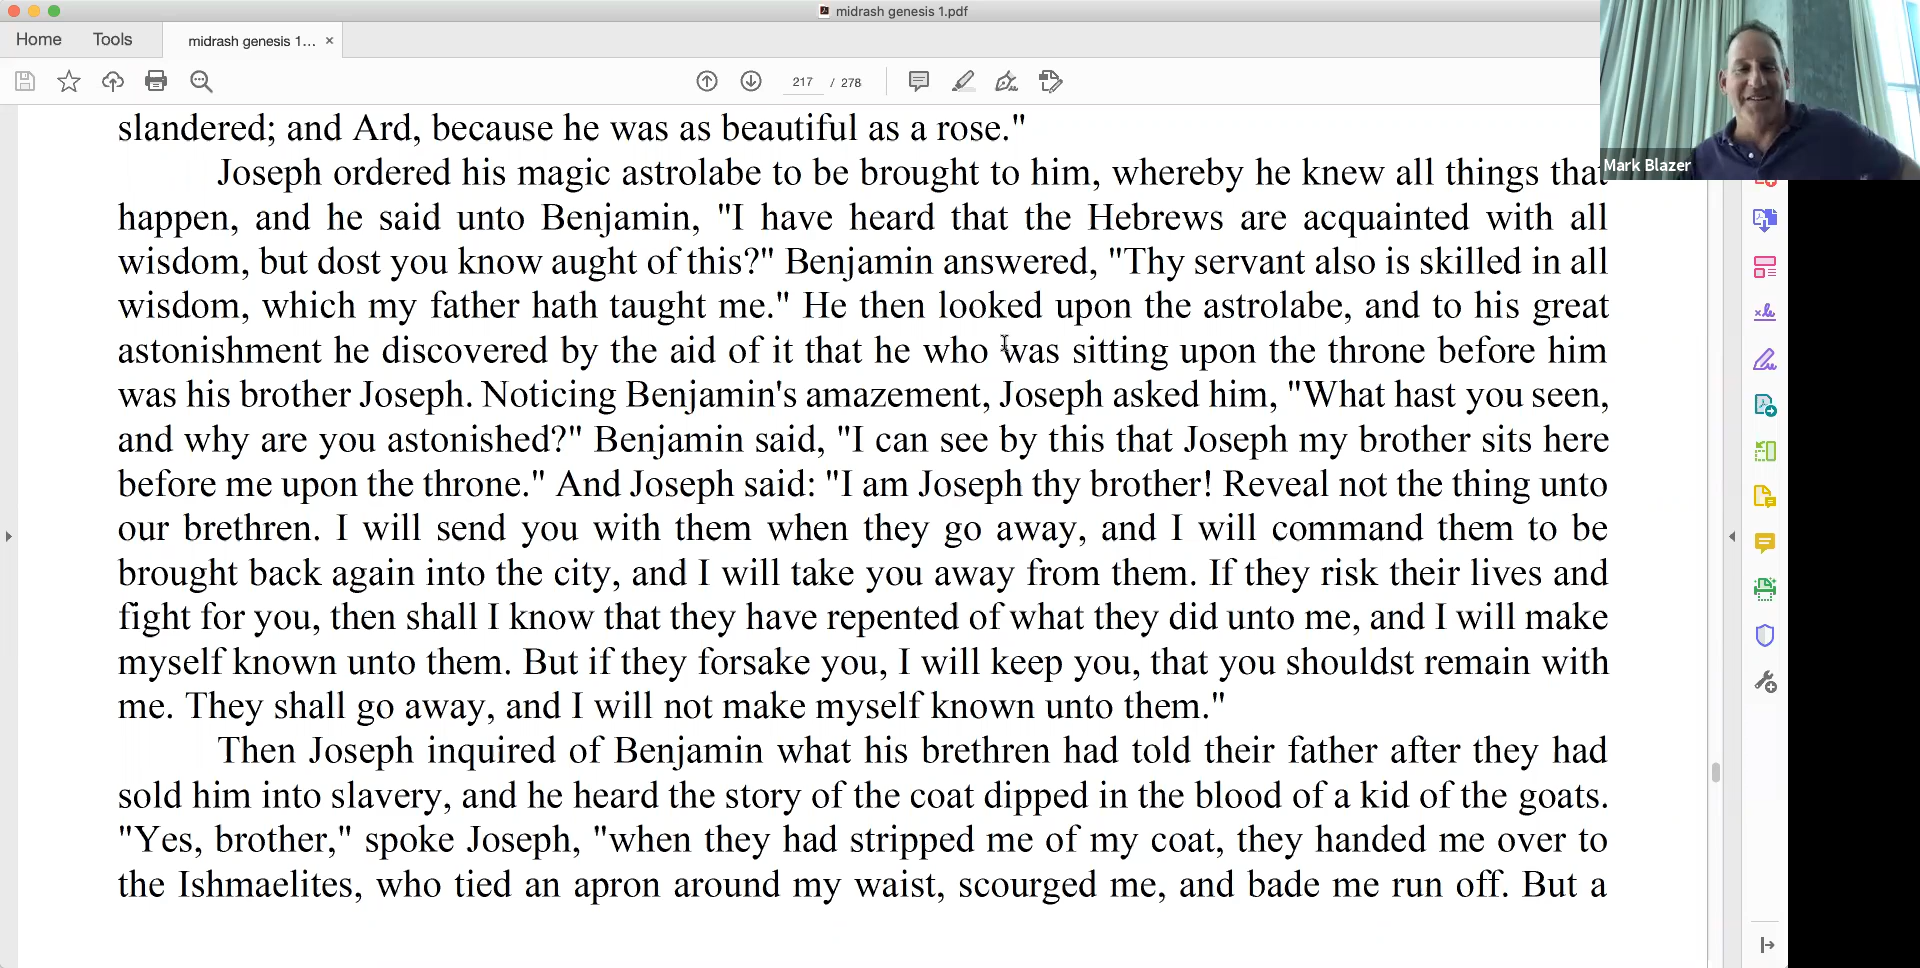 midrash genesis 1.pdf
Home
Tools
midrash genesis 1...
217 / 278
Mark Blazer
slandered; and Ard, because he was as beautiful as a rose."
Joseph ordered his magic astrolabe to be brought to him, whereby he knew all things that
happen, and he said unto Benjamin, "I have heard that the Hebrews are acquainted with all
wisdom, but dost you know aught of this?" Benjamin answered, "Thy servant also is skilled in all
wisdom, which my father hath taught me." He then looked upon the astrolabe, and to his great
astonishment he discovered by the aid of it that he who was sitting upon the throne before him
was his brother Joseph. Noticing Benjamin's amazement, Joseph asked him, "What hast you seen,
and why are you astonished?" Benjamin said, "I can see by this that Joseph my brother sits here
before me upon the throne." And Joseph said: "I am Joseph thy brother! Reveal not the thing unto
our brethren. I will send you with them when they go away, and I will command them to be
brought back again into the city, and I will take you away from them. If they risk their lives and
fight for you, then shall I know that they have repented of what they did unto me, and I will make
myself known unto them. But if they forsake you, I will keep you, that you shouldst remain with
me. They shall go away, and I will not make myself known unto them."
Then Joseph inquired of Benjamin what his brethren had told their father after they had
sold him into slavery, and he heard the story of the coat dipped in the blood of a kid of the goats.
"Yes, brother," spoke Joseph, "when they had stripped me of my coat, they handed me over to
the Ishmaelites, who tied an apron around my waist, scourged me, and bade me run off. But a